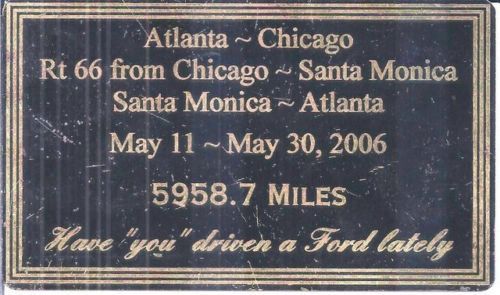 Atlanta ~ Chicago
Rt 66 from Chicago ~ Santa Monica
Santa Monica ~ Atlanta
May 11 ~ May 30, 2006
5958.7 MILES
Have "you" driven a Ford lately